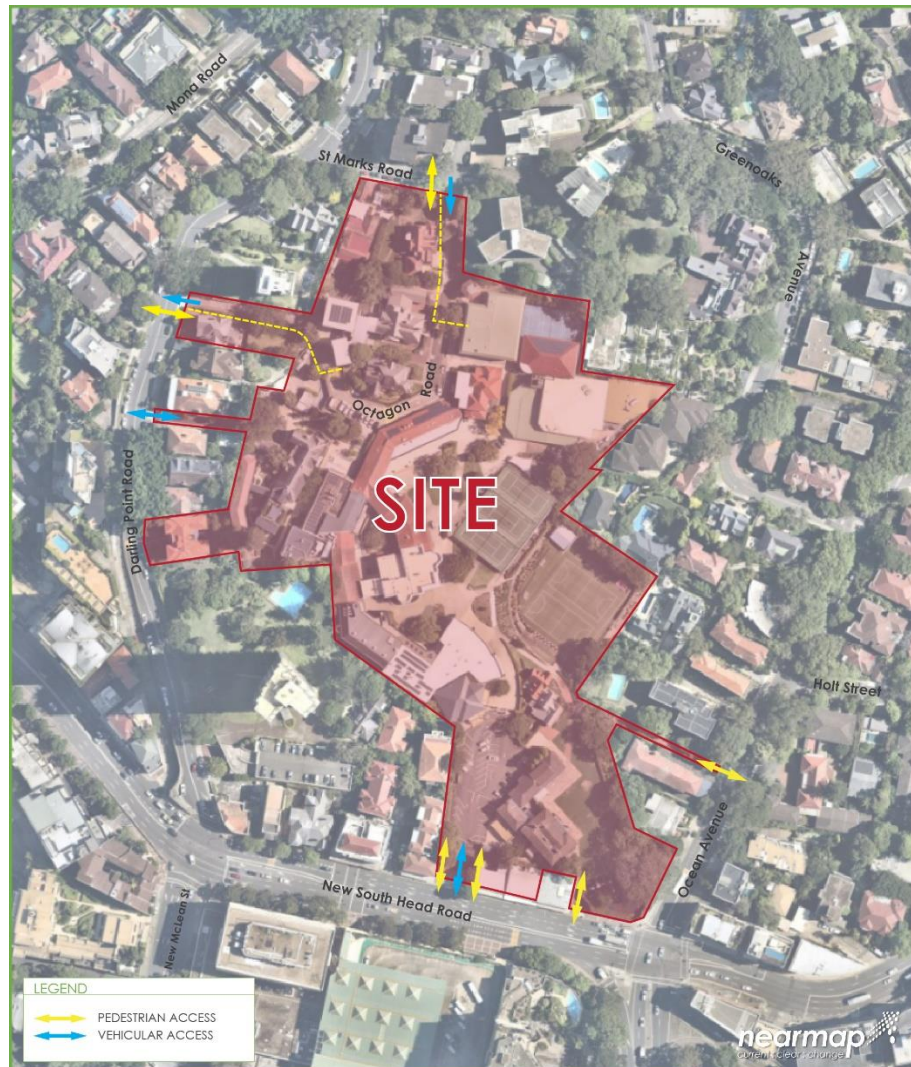 Mona Road
St Marks Road
Greenoaks
Avenue
Octagon Road
SITE
Darling Point Road
Holt Street
Ocean Avenue
New South Head Road
New McLean St
LEGEND
PEDESTRIAN ACCESS
VEHICULAR ACCESS
nearmap
current clear change